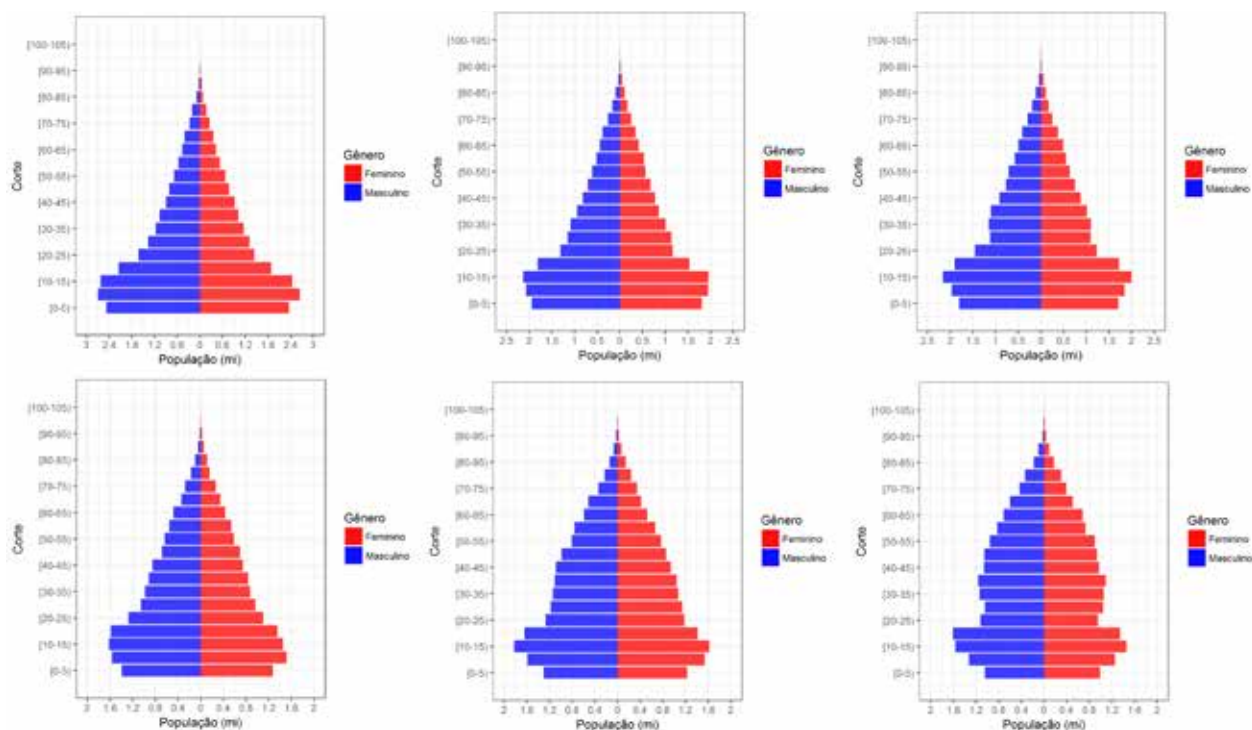 [100-105)
[90-95)
[80-85)
[70-75)
[60-65)
[50-55)
[40-45)
[30-35)
[20-25)
[10-15)
[0-5)
Corte
3 2.4 1.8 1.2 0.6 0 0.6 1.2 1.8 2.4 3
População (mi)
Gênero
Feminino
Masculino
[100-105)
[90-95)
[80-85)
[70-75)
[60-65)
[50-55)
[40-45)
[30-35)
[20-25)
[10-15)
[0-5)
Corte
2.5 2 1.5 1 0.5 0 0.5 1 1.5 2 2.5
População (mi)
Gênero
Feminino
Masculino
[100-105)
[90-95)
[80-85)
[70-75)
[60-65)
[50-55)
[40-45)
[30-35)
[20-25)
[10-15)
[0-5)
Corte
2.5 2 1.5 1 0.5 0 0.5 1 1.5 2 2.5
População (mi)
Gênero
Feminino
Masculino
[100-105)
[90-95)
[80-85)
[70-75)
[60-65)
[50-55)
[40-45)
[30-35)
[20-25)
[10-15)
[0-5)
Corte
2 1.6 1.2 0.8 0.4 0 0.4 0.8 1.2 1.6 2
População (mi)
Gênero
Feminino
Masculino
[100-105)
[90-95)
[80-85)
[70-75)
[60-65)
[50-55)
[40-45)
[30-35)
[20-25)
[10-15)
[0-5)
Corte
2 1.6 1.2 0.8 0.4 0 0.4 0.8 1.2 1.6 2
População (mi)
Gênero
Feminino
Masculino
[100-105)
[90-95)
[80-85)
[70-75)
[60-65)
[50-55)
[40-45)
[30-35)
[20-25)
[10-15)
[0-5)
Corte
2 1.6 1.2 0.8 0.4 0 0.4 0.8 1.2 1.6 2
População (mi)
Gênero
Feminino
Masculino